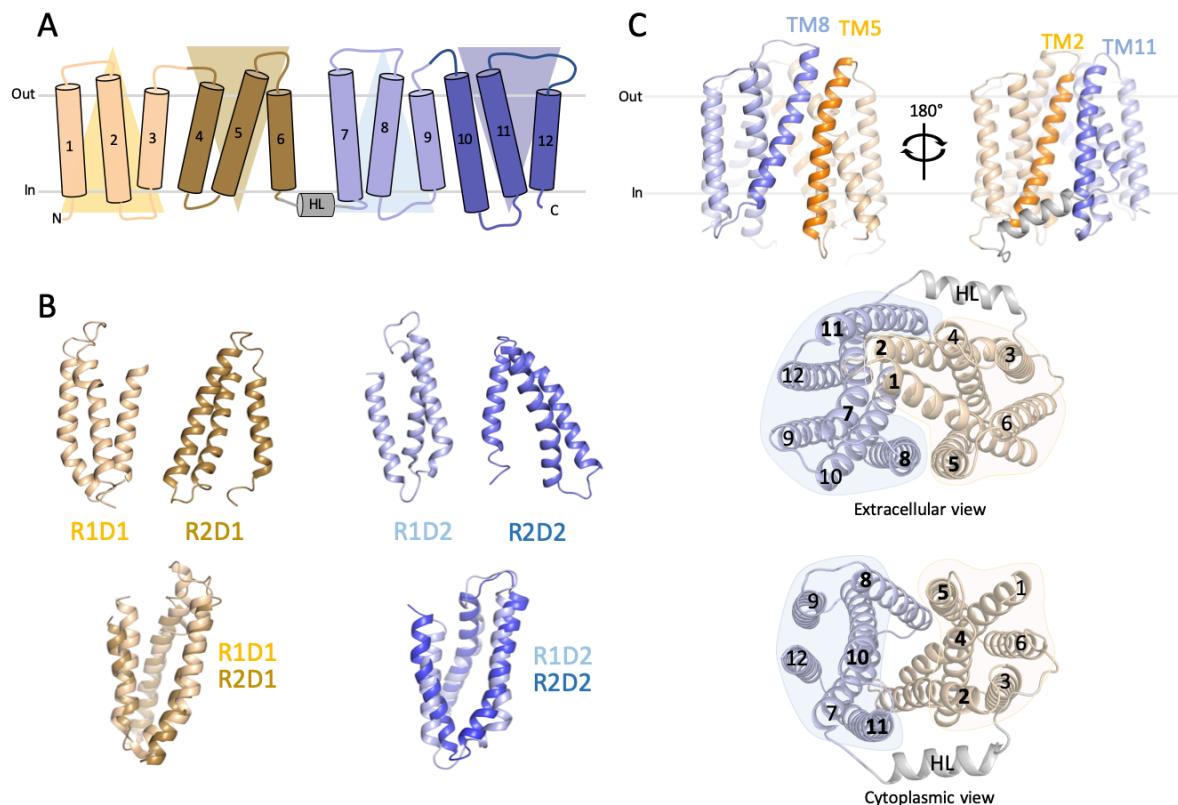 A
Out
In
1
2
3
4
5
6
7
8
9
10
11
12
N
HL
C
B
R1D1
R2D1
R1D2
R2D2
R1D1
R2D1
R1D2
R2D2
C
TM8
TM5
TM2
TM11
Out
In
180°
HL
11
2
4
3
12
1
7
6
9
8
5
10
Extracellular view
8
5
1
9
4
12
10
6
3
2
7
11
HL
Cytoplasmic view